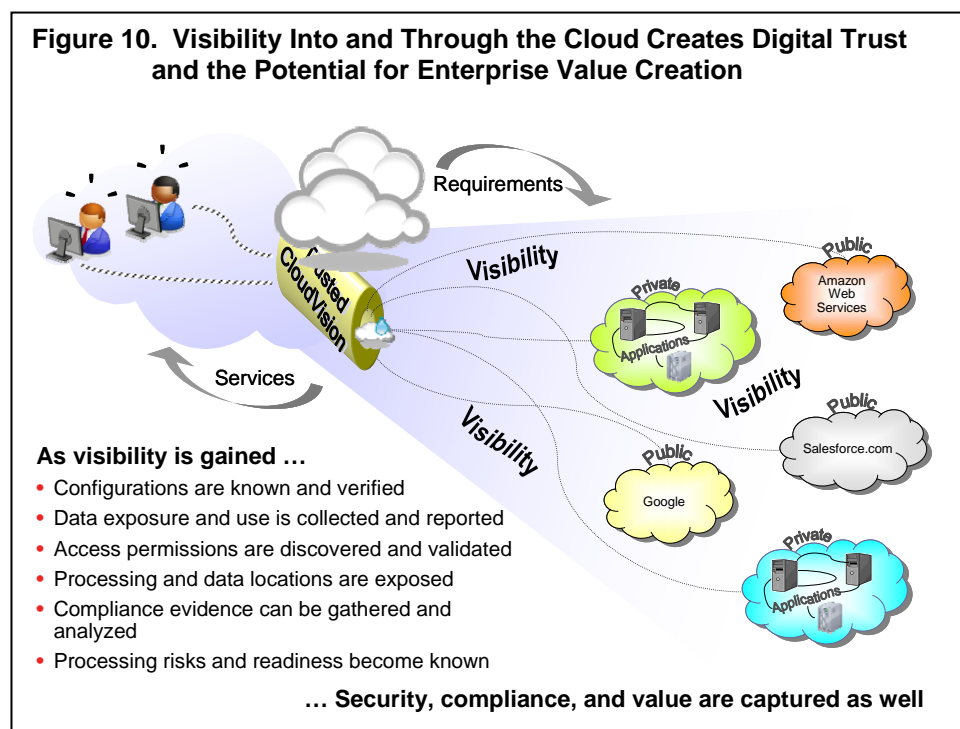 Figure 10. Visibility Into and Through the Cloud Creates Digital Trust
and the Potential for Enterprise Value Creation
Requirements
Visibility
CloudVision
Services
Visibility
Visibility
Private
Applications
Public
Amazon
Web
Services
Public
Salesforce.com
Public
Google
Private
Applications
As visibility is gained …
• Configurations are known and verified
• Data exposure and use is collected and reported
• Access permissions are discovered and validated
• Processing and data locations are exposed
• Compliance evidence can be gathered and
analyzed
• Processing risks and readiness become known
… Security, compliance, and value are captured as well